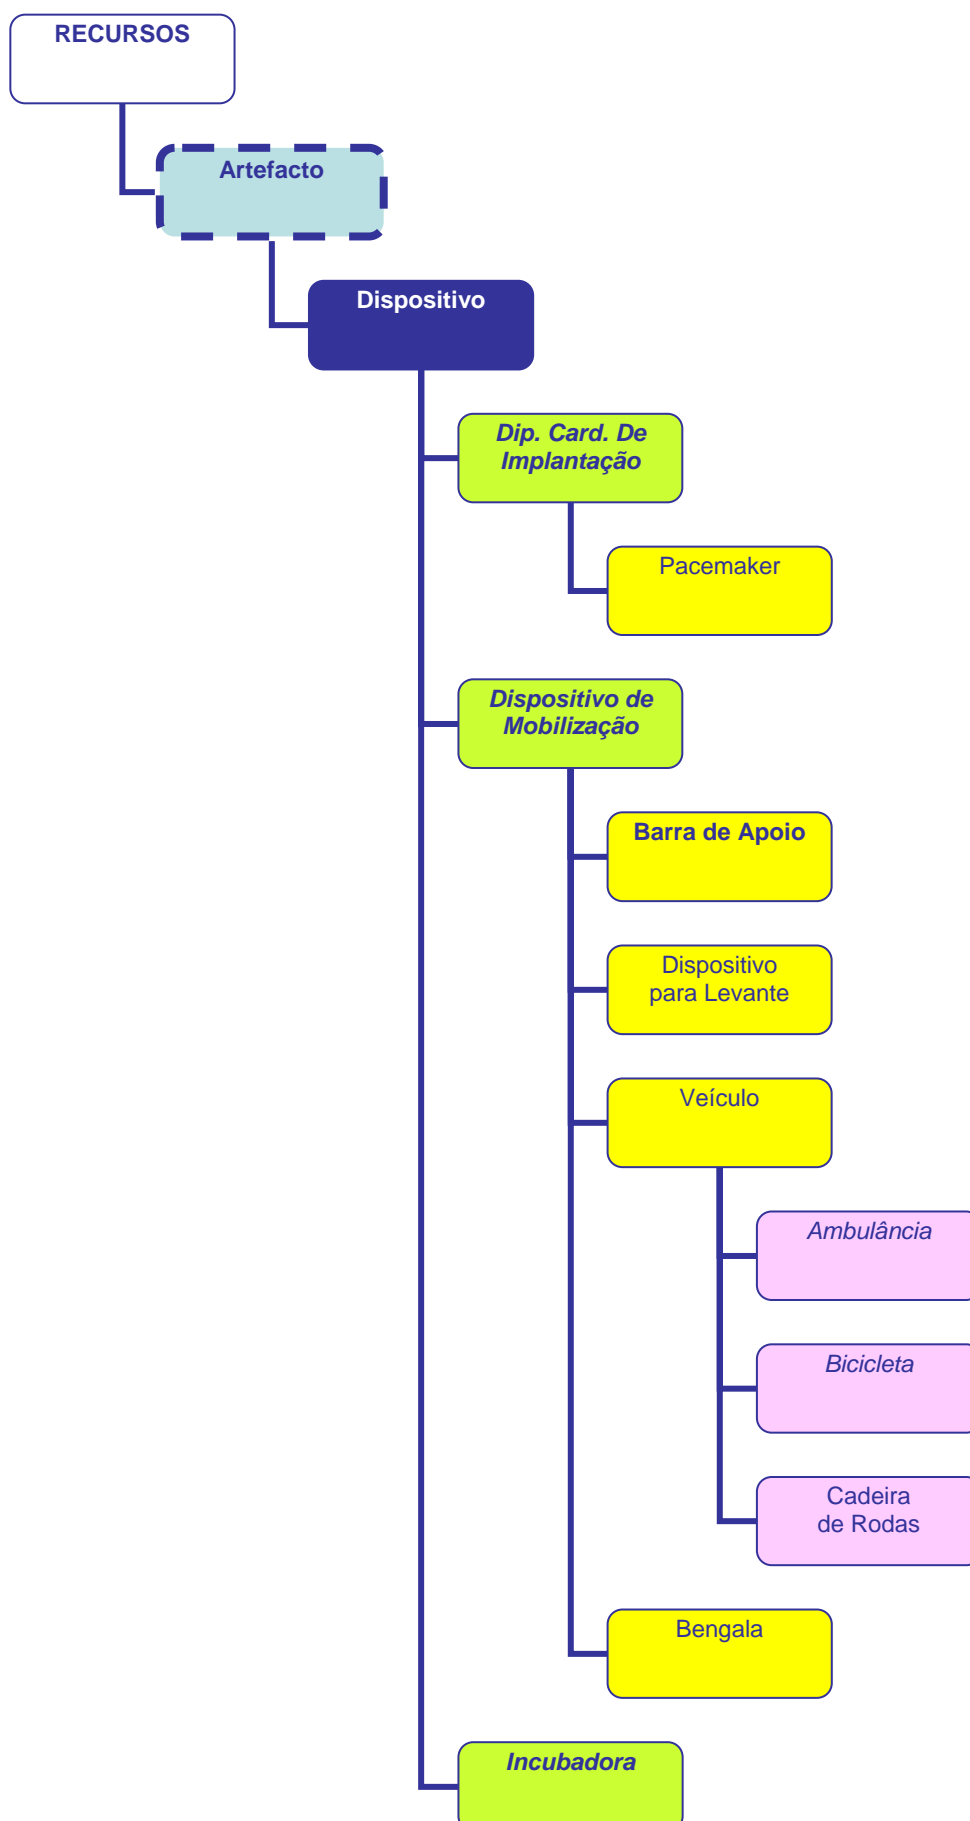 RECURSOS
Artefacto
Dispositivo
Dip. Card. De
Implantação
Pacemaker
Dispositivo de
Mobilização
Barra de Apoio
Dispositivo
para Levante
Veículo
Ambulância
Bicicleta
Cadeira
de Rodas
Bengala
Incubadora